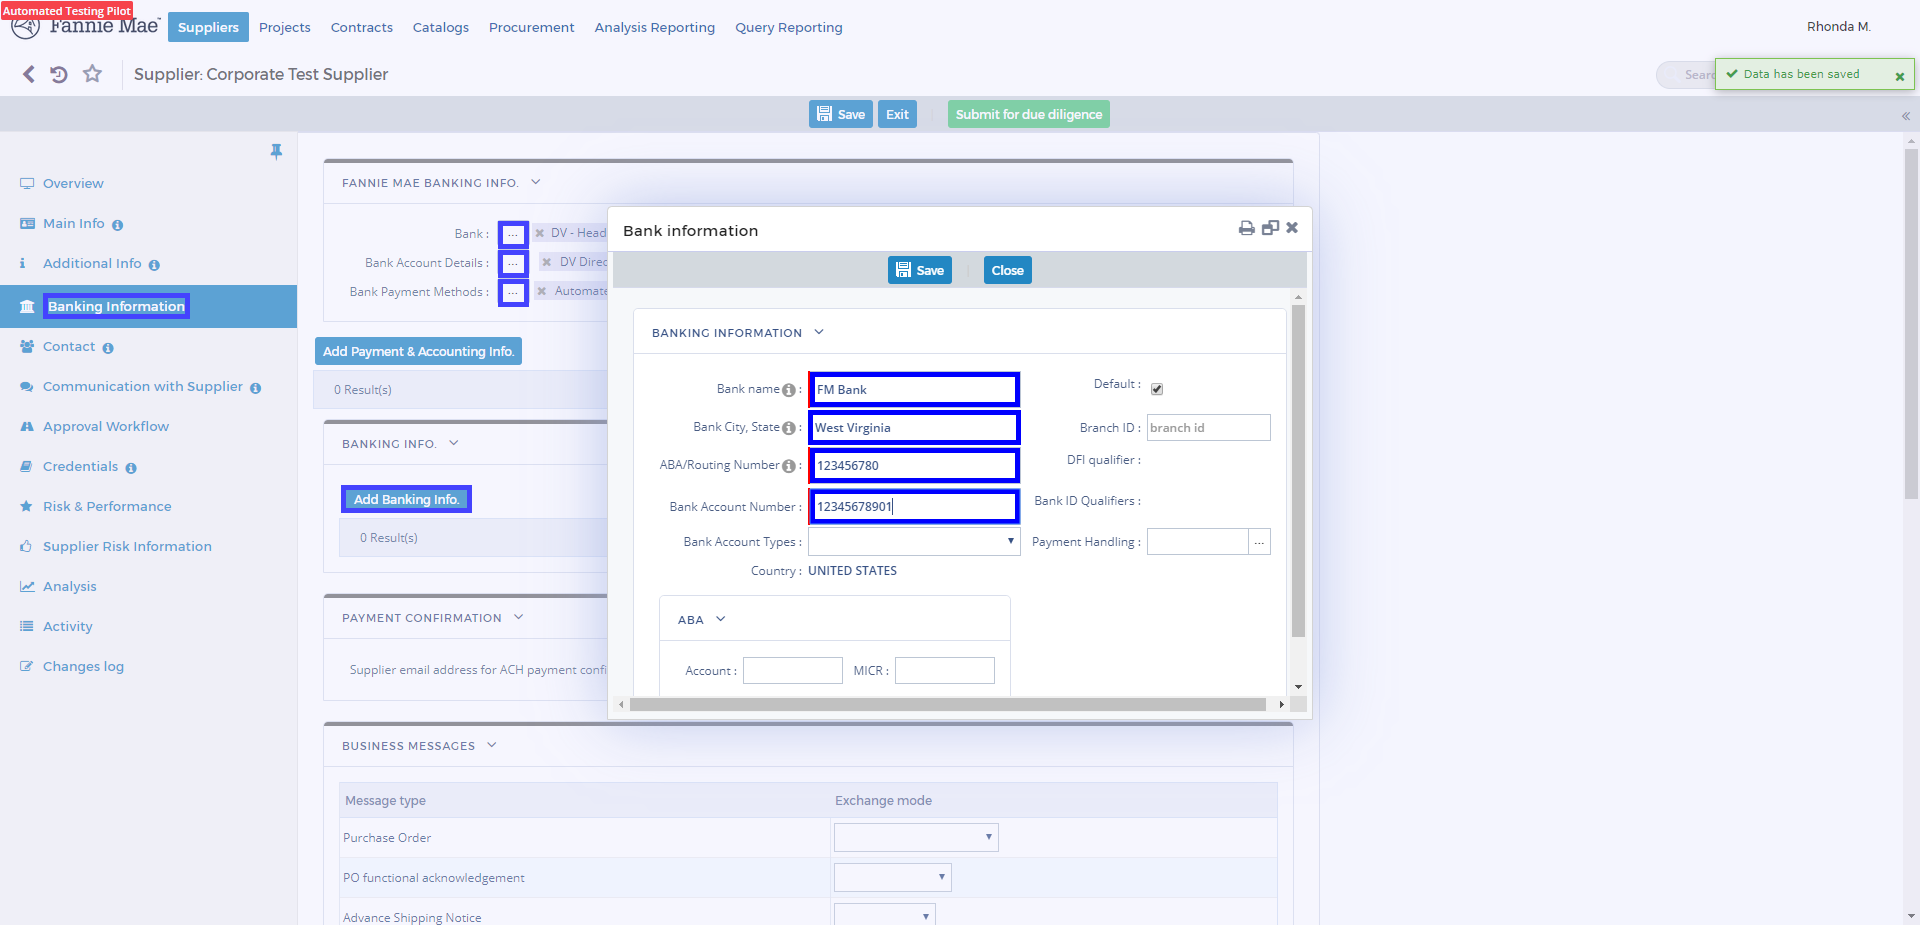 Automated Testing Pilot
Fannie Mae
Suppliers Projects Contracts Catalogs Procurement Analysis Reporting Query Reporting
Rhonda M.
Supplier: Corporate Test Supplier
Data has been saved
Save Exit Submit for due diligence
Overview
Main Info
Additional Info
Banking Information
Contact
Communication with Supplier
Approval Workflow
Credentials
Risk & Performance
Supplier Risk Information
Analysis
Activity
Changes log
FANNIE MAE BANKING INFO.
Bank : ... DV - Head
Bank Account Details : ... DV Direc
Bank Payment Methods : ... Automate
Add Payment & Accounting Info.
0 Result(s)
BANKING INFO.
Add Banking Info.
0 Result(s)
PAYMENT CONFIRMATION
Supplier email address for ACH payment confi
BUSINESS MESSAGES
Message type Exchange mode
Purchase Order
PO functional acknowledgement
Advance Shipping Notice
Bank information
Save Close
BANKING INFORMATION
Bank name : FM Bank
Default :
Bank City, State : West Virginia
Branch ID : branch id
ABA/Routing Number : 123456780
DFI qualifier :
Bank Account Number : 12345678901
Bank ID Qualifiers :
Bank Account Types :
Payment Handling : ...
Country : UNITED STATES
ABA
Account : MICR :